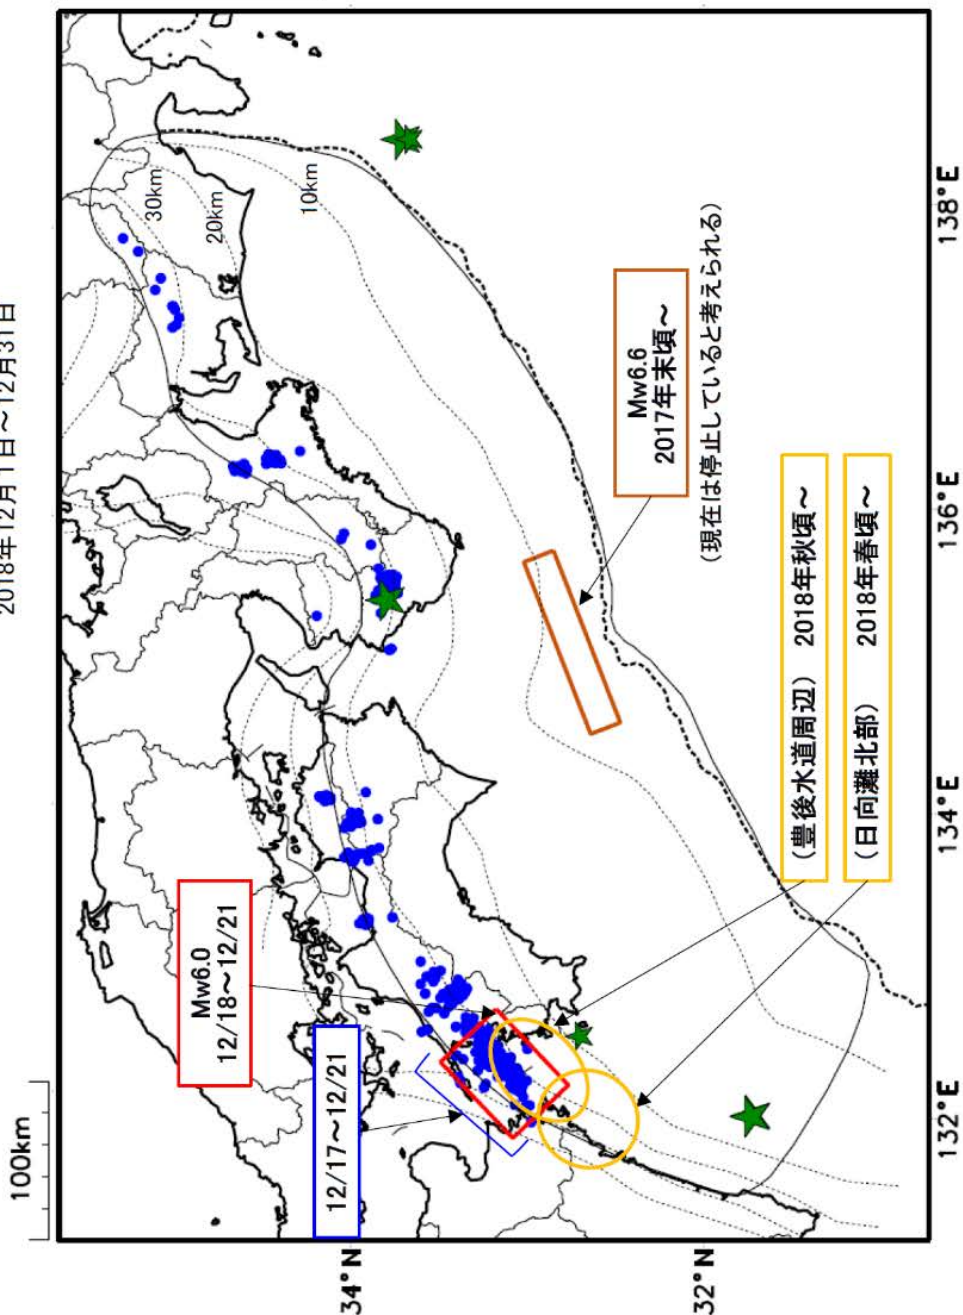 2018年12月1日～12月31日
100km
30km
20km
10km
Mw6.0
12/18～12/21
12/17～12/21
Mw6.6
2017年末頃～
(現在は停止していると考えられる)
(豊後水道周辺) 2018年秋頃～
(日向灘北部) 2018年春頃～
34°N
32°N
132°E
134°E
136°E
138°E